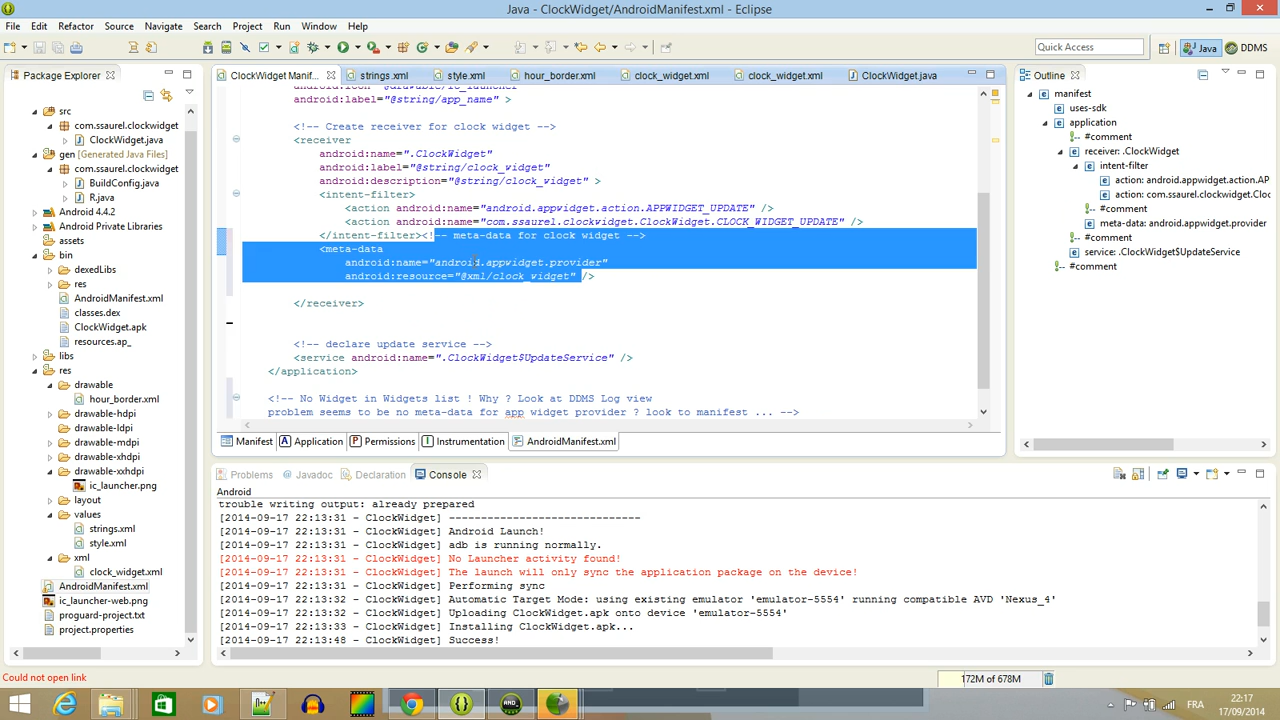 Java - ClockWidget/AndroidManifest.xml - Eclipse
File Edit Refactor Source Navigate Search Project Run Window Help
Quick Access
Java
DDMS
Package Explorer
src
com.ssaurel.clockwidget
ClockWidget.java
gen [Generated Java Files]
com.ssaurel.clockwidget
BuildConfig.java
R.java
Android 4.4.2
Android Private Libraries
assets
bin
dexedLibs
res
AndroidManifest.xml
classes.dex
ClockWidget.apk
resources.ap_
libs
res
drawable
hour_border.xml
drawable-hdpi
drawable-ldpi
drawable-mdpi
drawable-xhdpi
drawable-xxhdpi
ic_launcher.png
layout
values
strings.xml
style.xml
xml
clock_widget.xml
AndroidManifest.xml
ic_launcher-web.png
proguard-project.txt
project.properties
ClockWidget Manif... strings.xml style.xml hour_border.xml clock_widget.xml clock_widget.xml ClockWidget.java
android:icon="@drawable/ic_launcher"
android:label="@string/app_name" >
<!-- Create receiver for clock widget -->
<receiver
android:name=".ClockWidget"
android:label="@string/clock_widget"
android:description="@string/clock_widget" >
<intent-filter>
<action android:name="android.appwidget.action.APPWIDGET_UPDATE" />
<action android:name="com.ssaurel.clockwidget.ClockWidget.CLOCK_WIDGET_UPDATE" />
</intent-filter><!-- meta-data for clock widget -->
<meta-data
android:name="android.appwidget.provider"
android:resource="@xml/clock_widget" />
</receiver>
<!-- declare update service -->
<service android:name=".ClockWidget$UpdateService" />
</application>
<!-- No Widget in Widgets list ! Why ? Look at DDMS Log view
problem seems to be no meta-data for app widget provider ? look to manifest ... -->
Manifest Application Permissions Instrumentation AndroidManifest.xml
Outline
manifest
uses-sdk
application
#comment
receiver: .ClockWidget
intent-filter
action: android.appwidget.action.AP
action: com.ssaurel.clockwidget.Clo
#comment
meta-data: android.appwidget.provider
#comment
service: .ClockWidget$UpdateService
#comment
Problems Javadoc Declaration Console
Android
trouble writing output: already prepared
[2014-09-17 22:13:31 - ClockWidget] ------------------------------
[2014-09-17 22:13:31 - ClockWidget] Android Launch!
[2014-09-17 22:13:31 - ClockWidget] adb is running normally.
[2014-09-17 22:13:31 - ClockWidget] No Launcher activity found!
[2014-09-17 22:13:31 - ClockWidget] The launch will only sync the application package on the device!
[2014-09-17 22:13:31 - ClockWidget] Performing sync
[2014-09-17 22:13:31 - ClockWidget] Automatic Target Mode: using existing emulator 'emulator-5554' running compatible AVD 'Nexus_4'
[2014-09-17 22:13:31 - ClockWidget] Uploading ClockWidget.apk onto device 'emulator-5554'
[2014-09-17 22:13:33 - ClockWidget] Installing ClockWidget.apk...
[2014-09-17 22:13:48 - ClockWidget] Success!
Could not open link
172M of 678M
FRA
22:17
17/09/2014